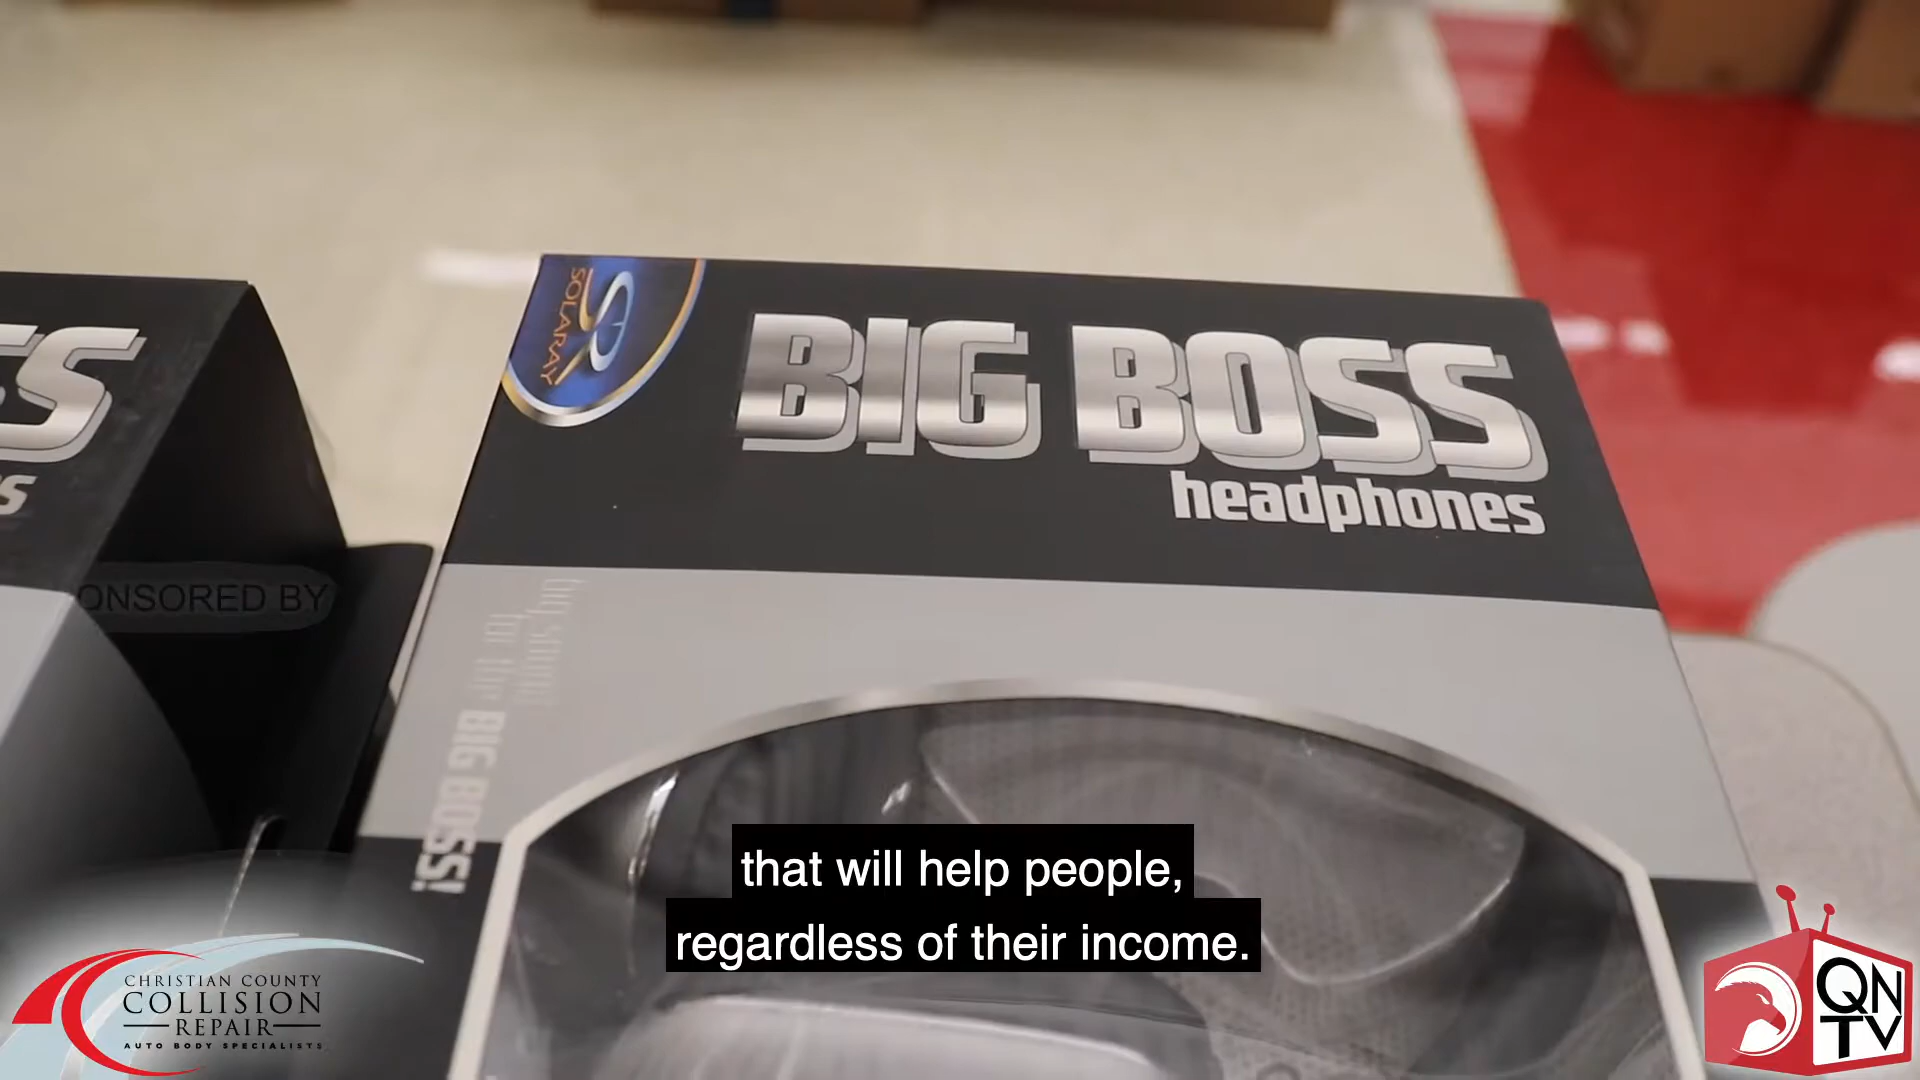 SOLARAY
BIG BOSS
headphones
SS
s
ONSORED BY
big sound
for the BIG BOSS!
that will help people,
regardless of their income.
CHRISTIAN COUNTY
COLLISION
REPAIR
AUTO BODY SPECIALISTS
QN
TV